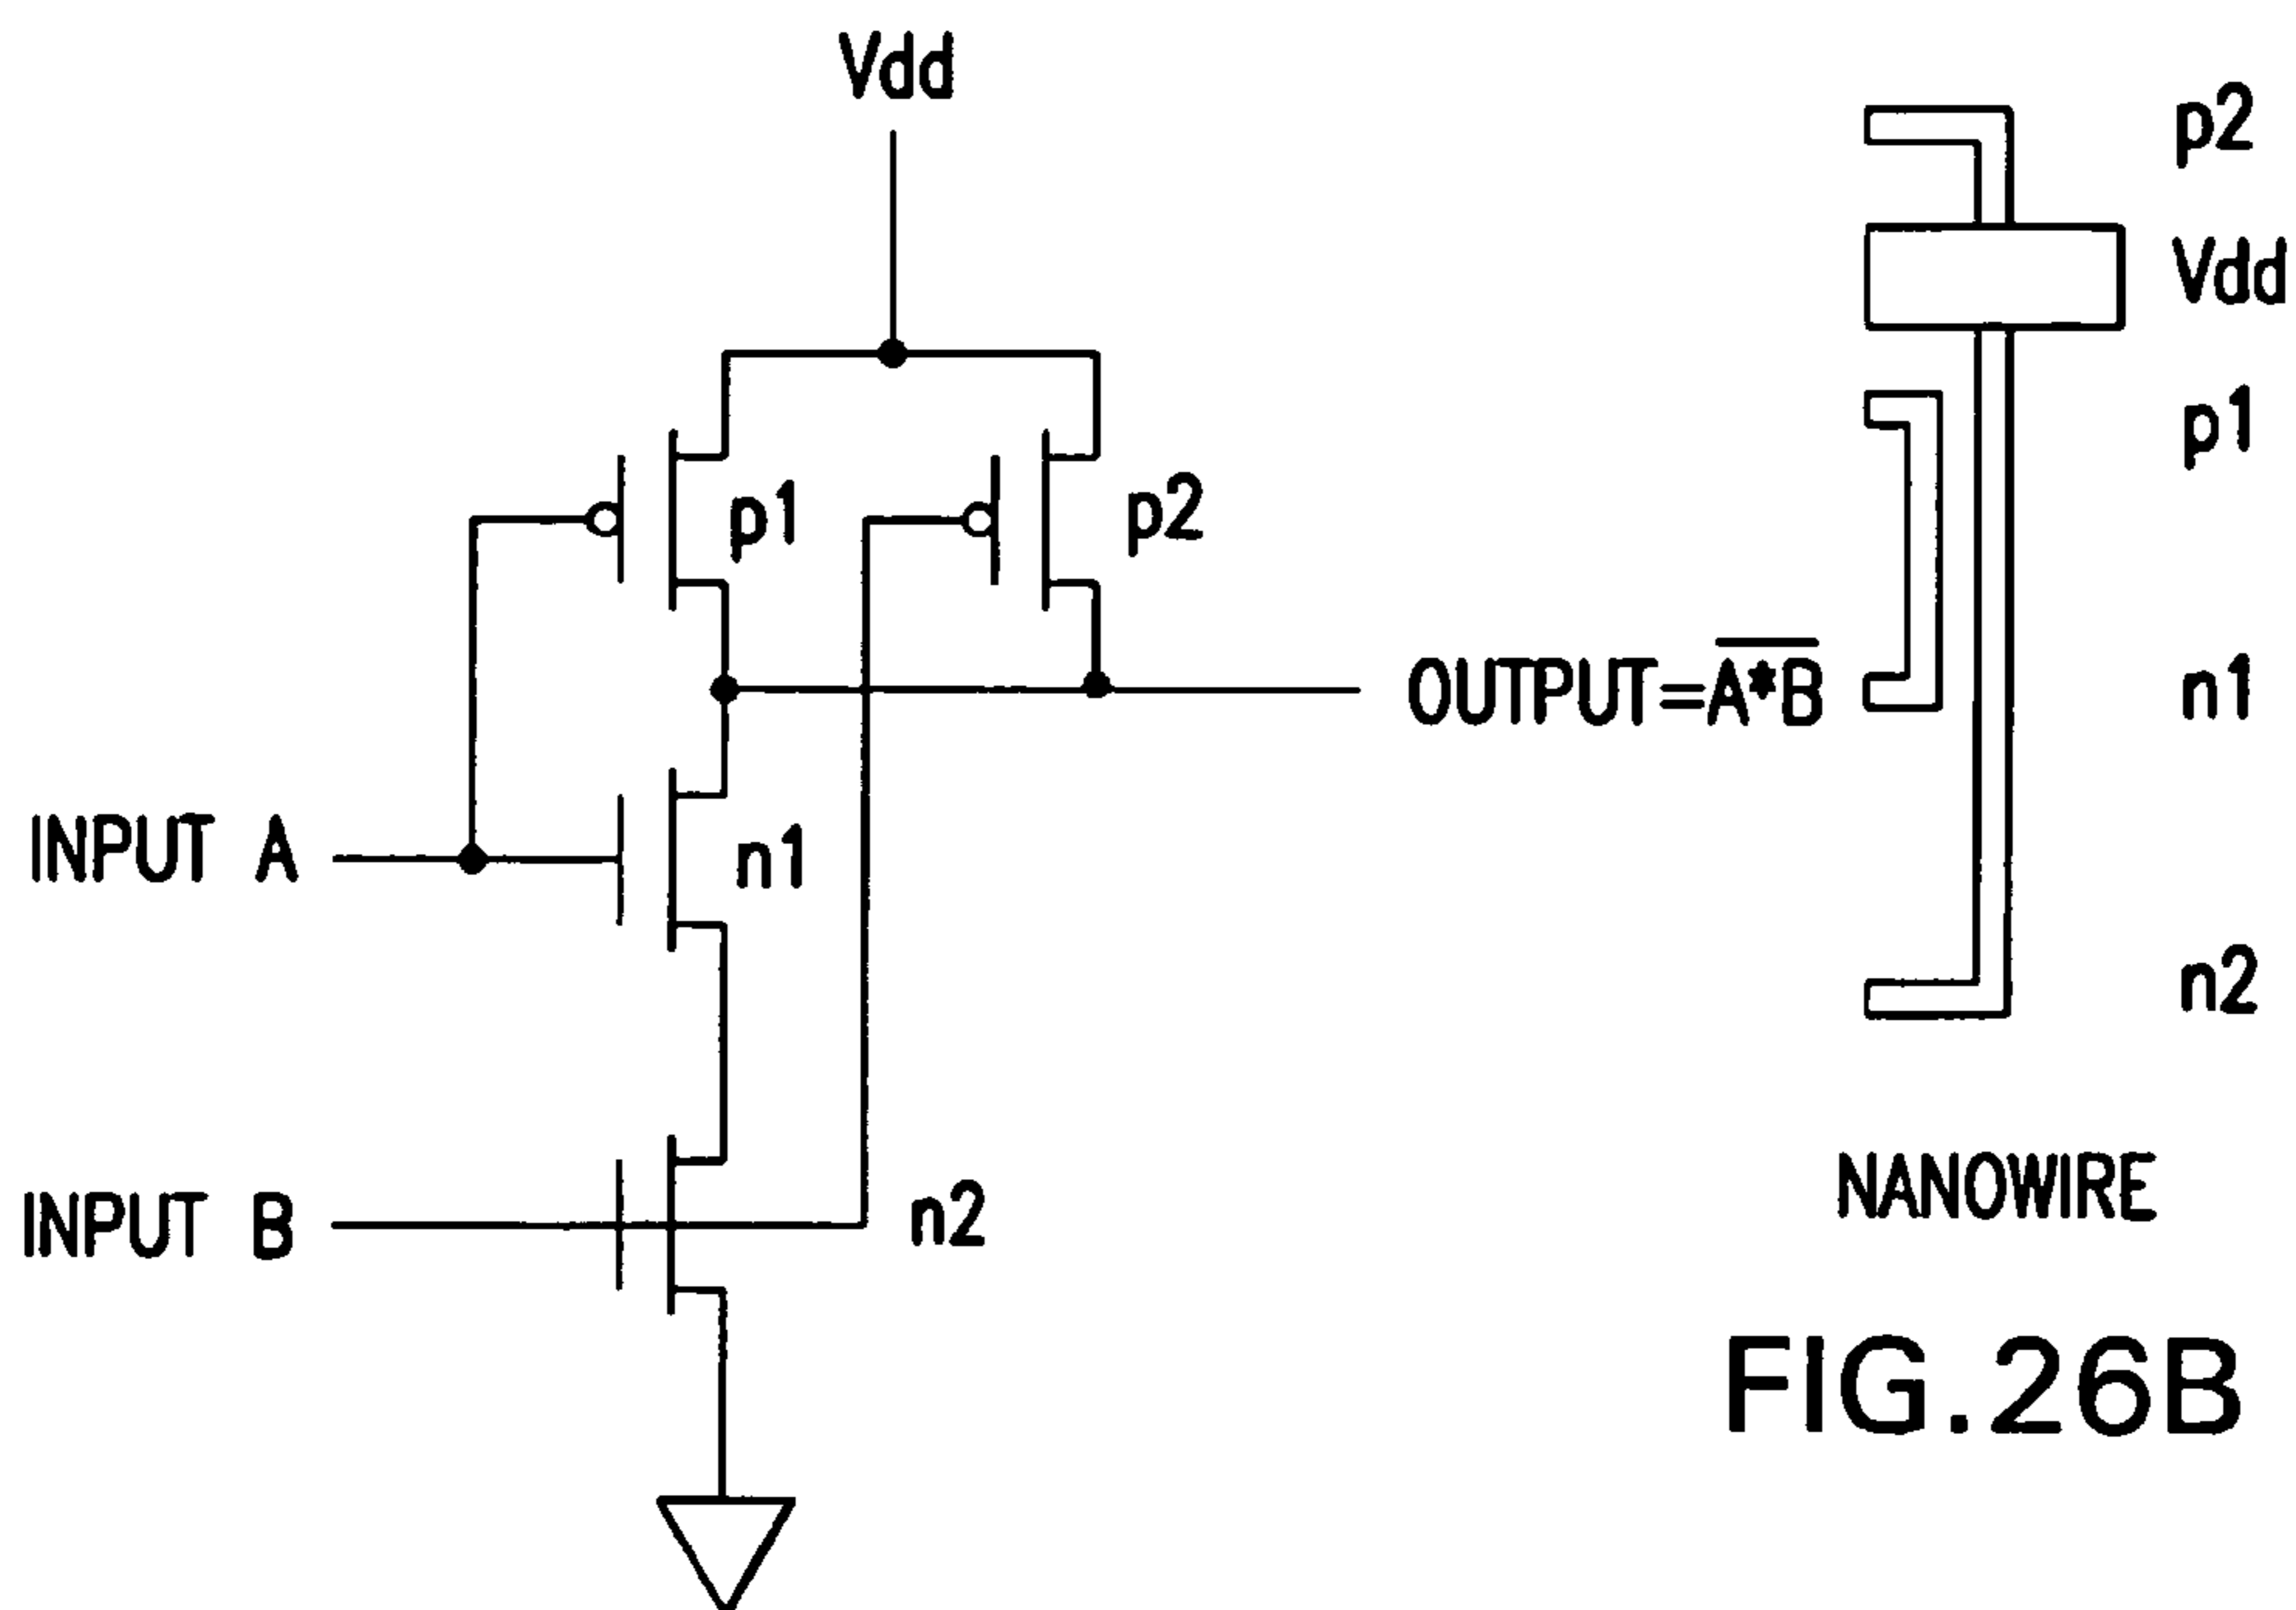 Vdd
p1
p2
OUTPUT=A̅*̅B̅
INPUT A
n1
INPUT B
n2
p2
Vdd
p1
n1
n2
NANOWIRE
FIG.26B